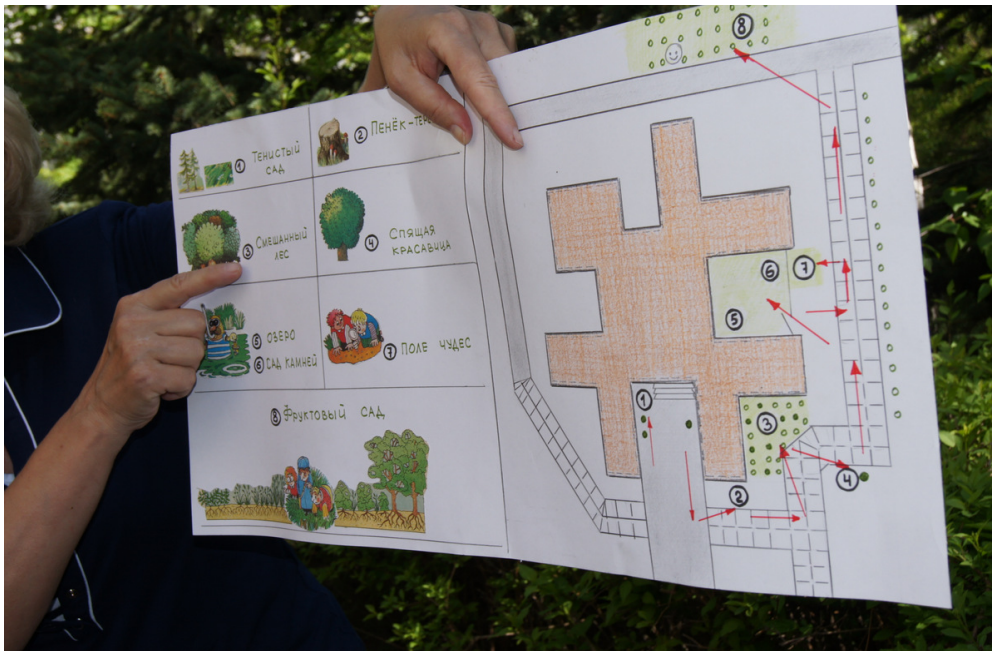 ① Тенистый
сад
② Пенёк-
③ Смешанный
лес
④ Спящая
красавица
⑤ озеро
⑥ Сад камней
⑦ Поле чудес
⑧ Фруктовый сад
⑧
⑥ ⑦
⑤
①
③
②
④